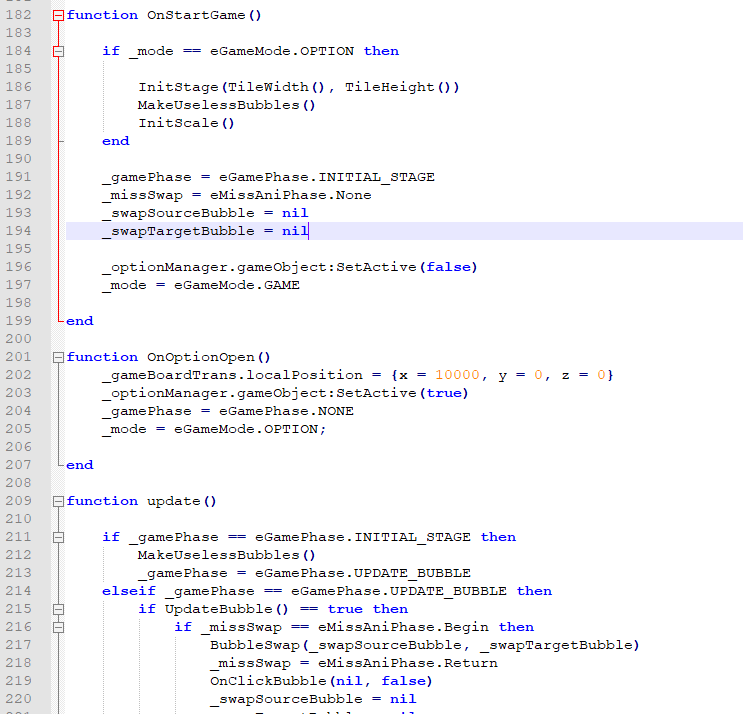 182 function OnStartGame()
183
184 if _mode == eGameMode.OPTION then
185
186 InitStage(TileWidth(), TileHeight())
187 MakeUselessBubbles()
188 InitScale()
189 end
190
191 _gamePhase = eGamePhase.INITIAL_STAGE
192 _missSwap = eMissAniPhase.None
193 _swapSourceBubble = nil
194 _swapTargetBubble = nil
195
196 _optionManager.gameObject:SetActive(false)
197 _mode = eGameMode.GAME
198
199 end
200
201 function OnOptionOpen()
202 _gameBoardTrans.localPosition = {x = 10000, y = 0, z = 0}
203 _optionManager.gameObject:SetActive(true)
204 _gamePhase = eGamePhase.NONE
205 _mode = eGameMode.OPTION;
206
207 end
208
209 function update()
210
211 if _gamePhase == eGamePhase.INITIAL_STAGE then
212 MakeUselessBubbles()
213 _gamePhase = eGamePhase.UPDATE_BUBBLE
214 elseif _gamePhase == eGamePhase.UPDATE_BUBBLE then
215 if UpdateBubble() == true then
216 if _missSwap == eMissAniPhase.Begin then
217 BubbleSwap(_swapSourceBubble, _swapTargetBubble)
218 _missSwap = eMissAniPhase.Return
219 OnClickBubble(nil, false)
220 _swapSourceBubble = nil